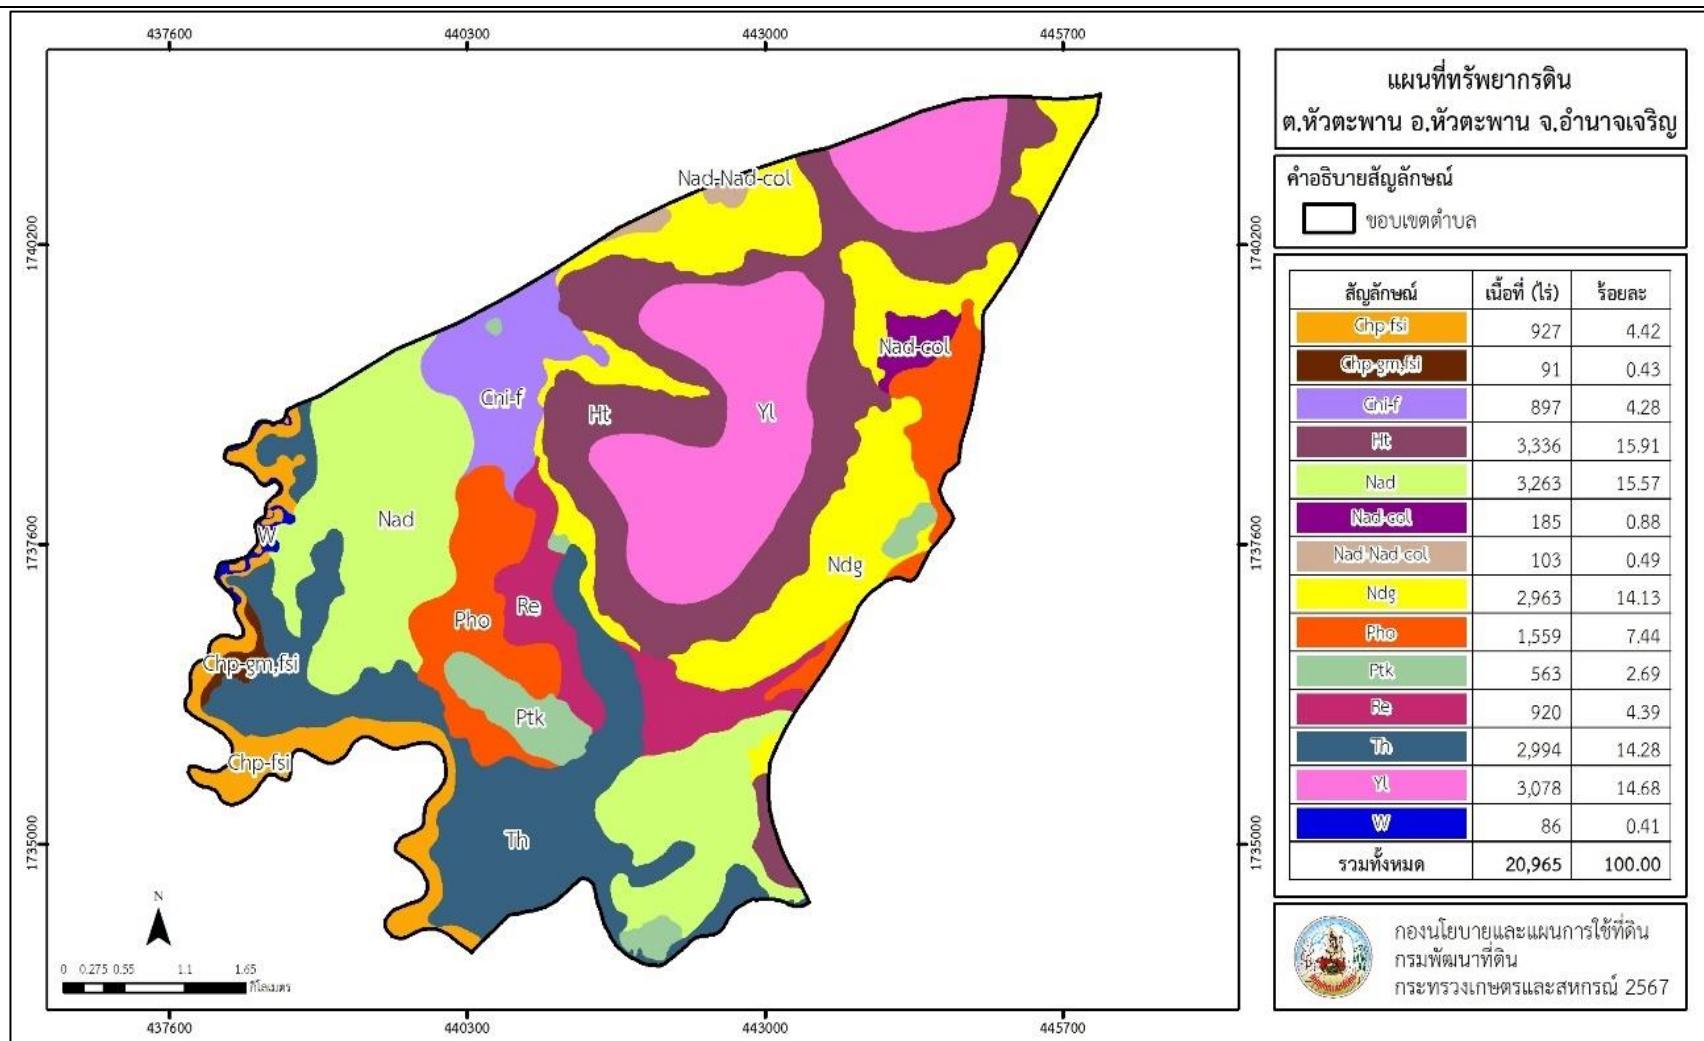 437600 440300 443000 445700
แผนที่ทรัพยากรดิน
ต.หัวตะพาน อ.หัวตะพาน จ.อำนาจเจริญ
คำอธิบายสัญลักษณ์
ขอบเขตตำบล
สัญลักษณ์ เนื้อที่ (ไร่) ร้อยละ
Chp-fsi 927 4.42
Chp-gm,fsi 91 0.43
Cni-f 897 4.28
Ht 3,336 15.91
Nad 3,263 15.57
Nad-col 185 0.88
Nad-Nad-col 103 0.49
Ndg 2,963 14.13
Pho 1,559 7.44
Ptk 563 2.69
Re 920 4.39
Th 2,994 14.28
Yl 3,078 14.68
W 86 0.41
รวมทั้งหมด 20,965 100.00
กองนโยบายและแผนการใช้ที่ดิน
กรมพัฒนาที่ดิน
กระทรวงเกษตรและสหกรณ์ 2567
Nad-Nad-col
1740200 1740200
Nad-col
Cni-f
Ht
Yl
Nad
W
1737600 1737600
Ndg
Re
Pho
Chp-gm,fsi
Ptk
Chp-fsi
Th
1735000 1735000
N
0 0.275 0.55 1.1 1.65
กิโลเมตร
437600 440300 443000 445700